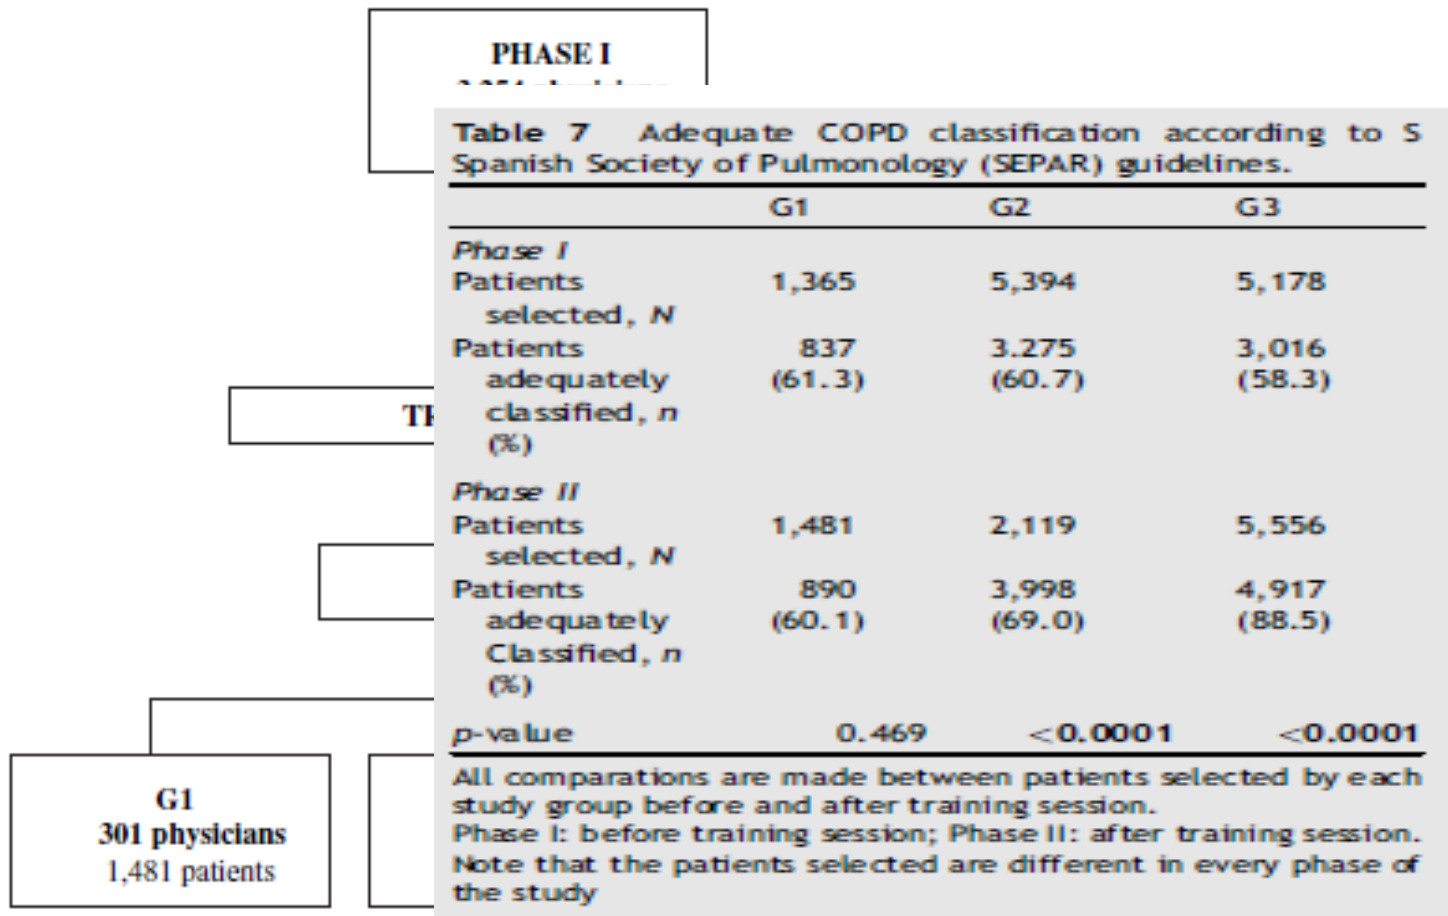 PHASE I
Table 7 Adequate COPD classification according to S
Spanish Society of Pulmonology (SEPAR) guidelines.
G1 G2 G3
Phase I
Patients 1,365 5,394 5,178
selected, N
Patients 837 3.275 3,016
adequately (61.3) (60.7) (58.3)
classified, n
(%)
Phase II
Patients 1,481 2,119 5,556
selected, N
Patients 890 3,998 4,917
adequately (60.1) (69.0) (88.5)
Classified, n
(%)
p-value 0.469 <0.0001 <0.0001
All comparations are made between patients selected by each
study group before and after training session.
Phase I: before training session; Phase II: after training session.
Note that the patients selected are different in every phase of
the study
G1
301 physicians
1,481 patients